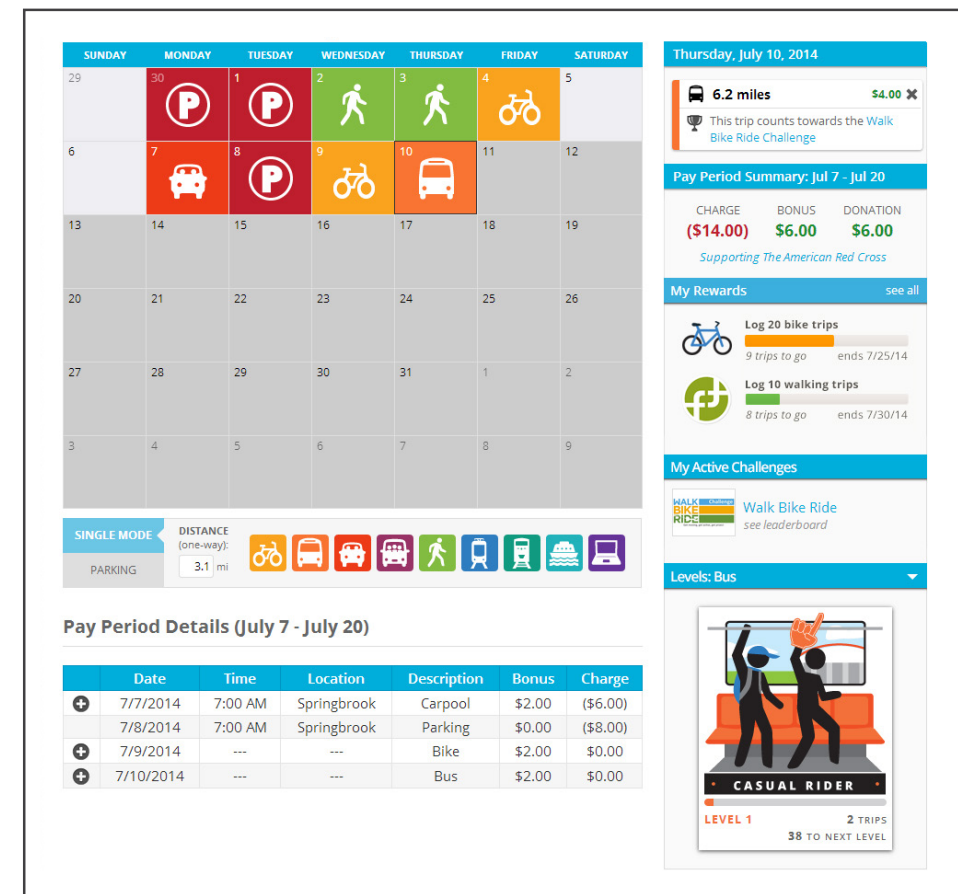 SUNDAY MONDAY TUESDAY WEDNESDAY THURSDAY FRIDAY SATURDAY
29 30 1 2 3 4 5
P P
6 7 8 9 10 11 12
P
13 14 15 16 17 18 19
20 21 22 23 24 25 26
27 28 29 30 31 1 2
3 4 5 6 7 8 9
SINGLE MODE
PARKING
DISTANCE
(one-way):
3.1 mi
Pay Period Details (July 7 - July 20)
Date Time Location Description Bonus Charge
7/7/2014 7:00 AM Springbrook Carpool $2.00 ($6.00)
7/8/2014 7:00 AM Springbrook Parking $0.00 ($8.00)
7/9/2014 --- --- Bike $2.00 $0.00
7/10/2014 --- --- Bus $2.00 $0.00
Thursday, July 10, 2014
6.2 miles $4.00
This trip counts towards the Walk
Bike Ride Challenge
Pay Period Summary: Jul 7 - Jul 20
CHARGE BONUS DONATION
($14.00) $6.00 $6.00
Supporting The American Red Cross
My Rewards see all
Log 20 bike trips
9 trips to go ends 7/25/14
Log 10 walking trips
8 trips to go ends 7/30/14
My Active Challenges
WALK Challenge
BIKE
RIDE
Walk Bike Ride
see leaderboard
Levels: Bus
CASUAL RIDER
LEVEL 1 2 TRIPS
38 TO NEXT LEVEL